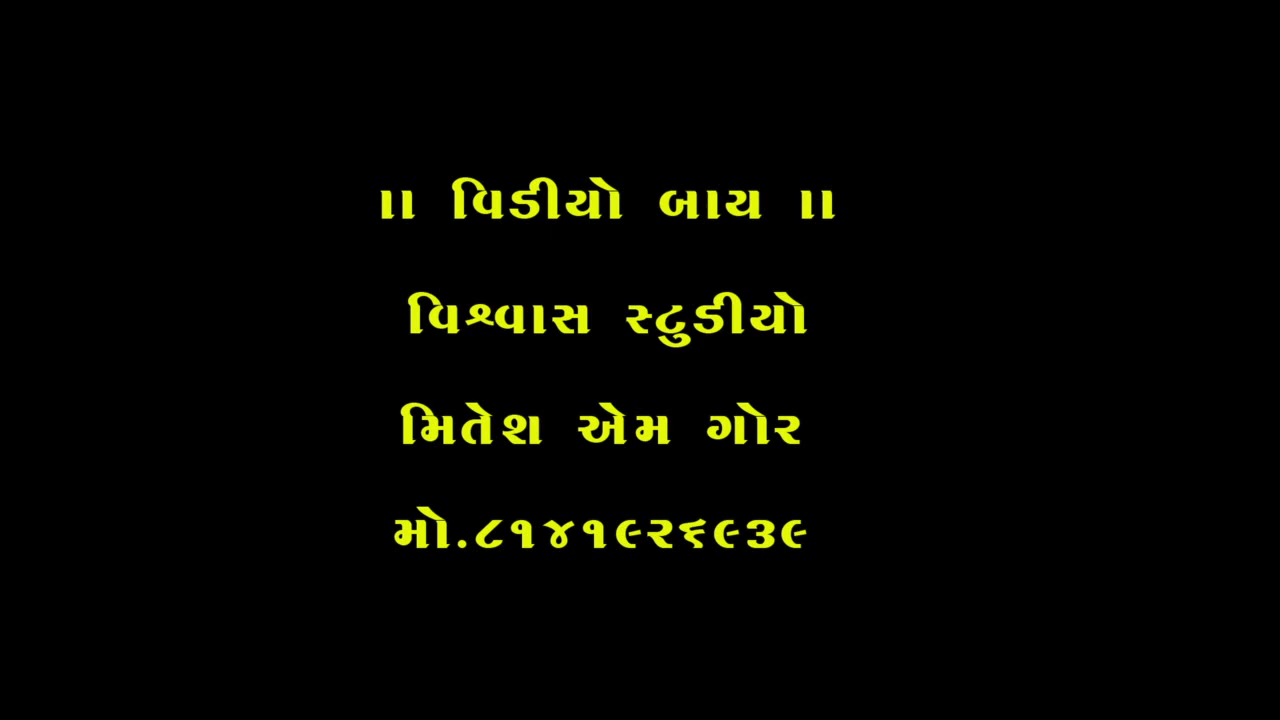 ॥ વિડીયો બાય ॥
વિશ્વાસ સ્ટુડીયો
મિતેશ એમ ગોર
મો.૮૧૪૧૯૨૬૯૩૯